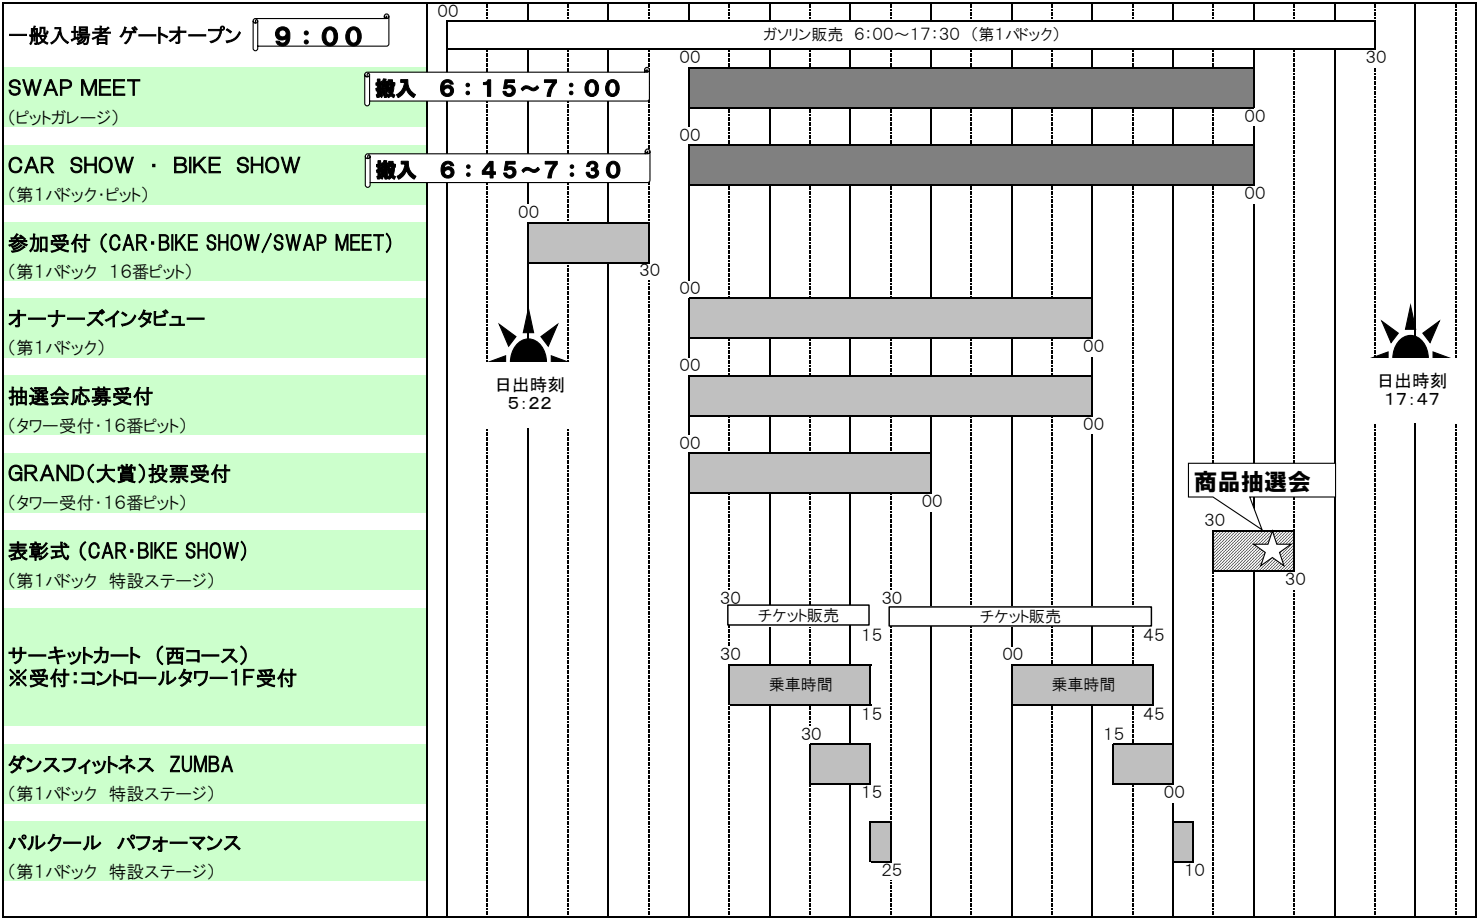 00
一般入場者 ゲートオープン ９：００
ガソリン販売 6:00～17:30 （第1パドック）
30
00
SWAP MEET
搬入 ６：１５～７：００
（ピットガレージ）
00
00
CAR SHOW ・ BIKE SHOW
搬入 ６：４５～７：３０
（第1パドック・ピット）
00
00
参加受付 （CAR・BIKE SHOW/SWAP MEET）
（第1パドック 16番ピット）
30
00
オーナーズインタビュー
（第1パドック）
00
日出時刻
5:22
日出時刻
17:47
00
抽選会応募受付
（タワー受付・16番ピット）
00
00
GRAND（大賞）投票受付
（タワー受付・16番ピット）
00
商品抽選会
30
表彰式 （CAR・BIKE SHOW）
（第1パドック 特設ステージ）
30
30
30
チケット販売
チケット販売
15
45
サーキットカート （西コース）
※受付：コントロールタワー1F受付
30
00
乗車時間
乗車時間
15
45
30
15
ダンスフィットネス ZUMBA
（第1パドック 特設ステージ）
15
00
パルクール パフォーマンス
（第1パドック 特設ステージ）
25
10